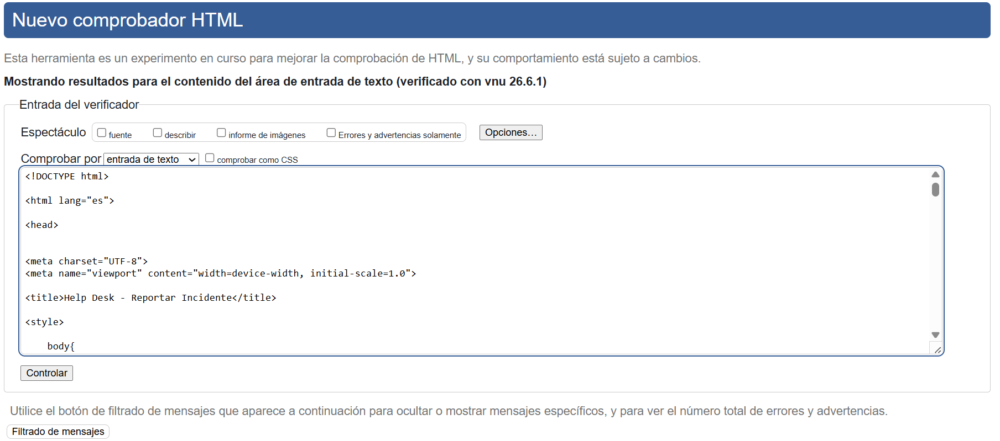 Nuevo comprobador HTML
Esta herramienta es un experimento en curso para mejorar la comprobación de HTML, y su comportamiento está sujeto a cambios.
Mostrando resultados para el contenido del área de entrada de texto (verificado con vnu 26.6.1)
Entrada del verificador
Espectáculo fuente describir informe de imágenes Errores y advertencias solamente Opciones…
Comprobar por entrada de texto comprobar como CSS
<!DOCTYPE html>
<html lang="es">
<head>
<meta charset="UTF-8">
<meta name="viewport" content="width=device-width, initial-scale=1.0">
<title>Help Desk - Reportar Incidente</title>
<style>
body{
Controlar
Utilice el botón de filtrado de mensajes que aparece a continuación para ocultar o mostrar mensajes específicos, y para ver el número total de errores y advertencias.
Filtrado de mensajes